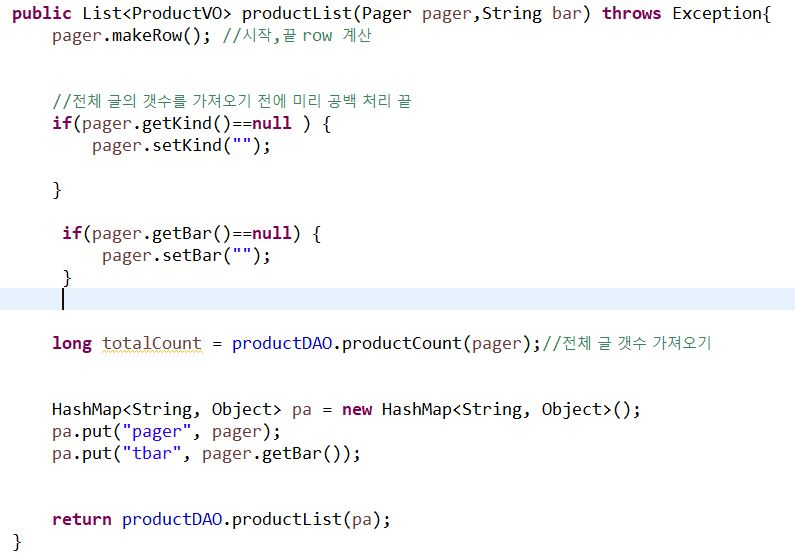 public List<ProductVO> productList(Pager pager,String bar) throws Exception{
pager.makeRow(); //시작,끝 row 계산
//전체 글의 갯수를 가져오기 전에 미리 공백 처리 끝
if(pager.getKind()==null ) {
pager.setKind("");
}
if(pager.getBar()==null) {
pager.setBar("");
}
long totalCount = productDAO.productCount(pager);//전체 글 갯수 가져오기
HashMap<String, Object> pa = new HashMap<String, Object>();
pa.put("pager", pager);
pa.put("tbar", pager.getBar());
return productDAO.productList(pa);
}